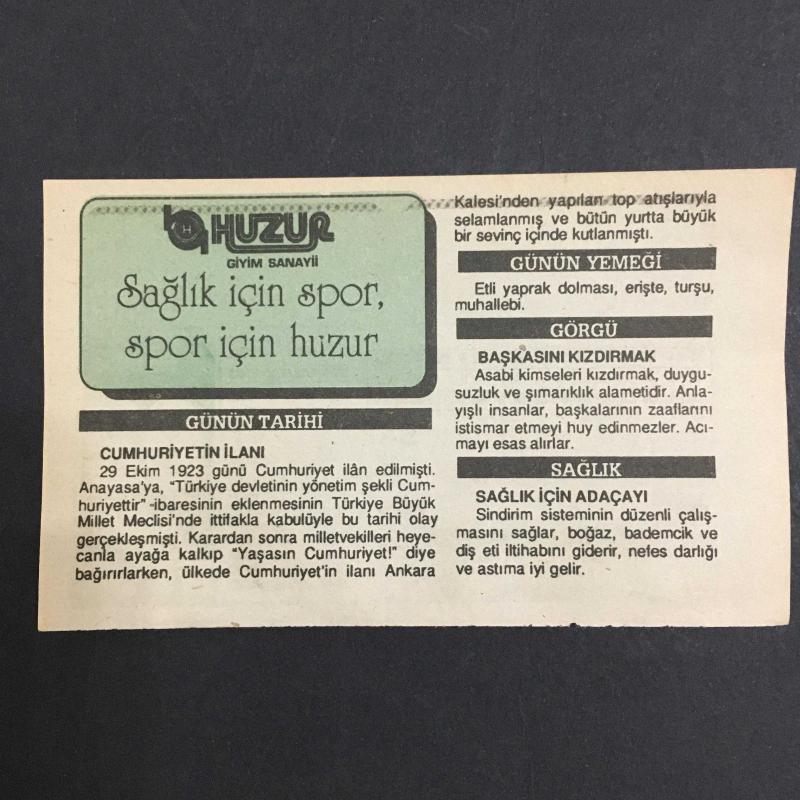 HUZUR
GİYİM SANAYİİ
Sağlık için spor,
spor için huzur
GÜNÜN TARİHİ
CUMHURİYETİN İLANI
29 Ekim 1923 günü Cumhuriyet ilân edilmişti.
Anayasa'ya, "Türkiye devletinin yönetim şekli Cum-
huriyettir" -ibaresinin eklenmesinin Türkiye Büyük
Millet Meclisi'nde ittifakla kabulüyle bu tarihi olay
gerçekleşmişti. Karardan sonra milletvekilleri heye-
canla ayağa kalkıp "Yaşasın Cumhuriyet!" diye
bağırırlarken, ülkede Cumhuriyet'in ilanı Ankara
Kalesi'nden yapılan top atışlarıyla
selamlanmış ve bütün yurtta büyük
bir sevinç içinde kutlanmıştı.
GÜNÜN YEMEĞİ
Etli yaprak dolması, erişte, turşu,
muhallebi.
GÖRGÜ
BAŞKASINI KIZDIRMAK
Asabi kimseleri kızdırmak, duygu-
suzluk ve şımarıklık alametidir. Anla-
yışlı insanlar, başkalarının zaaflarını
istismar etmeyi huy edinmezler. Acı-
mayı esas alırlar.
SAĞLIK
SAĞLIK İÇİN ADAÇAYI
Sindirim sisteminin düzenli çalış-
masını sağlar, boğaz, bademcik ve
diş eti iltihabını giderir, nefes darlığı
ve astıma iyi gelir.